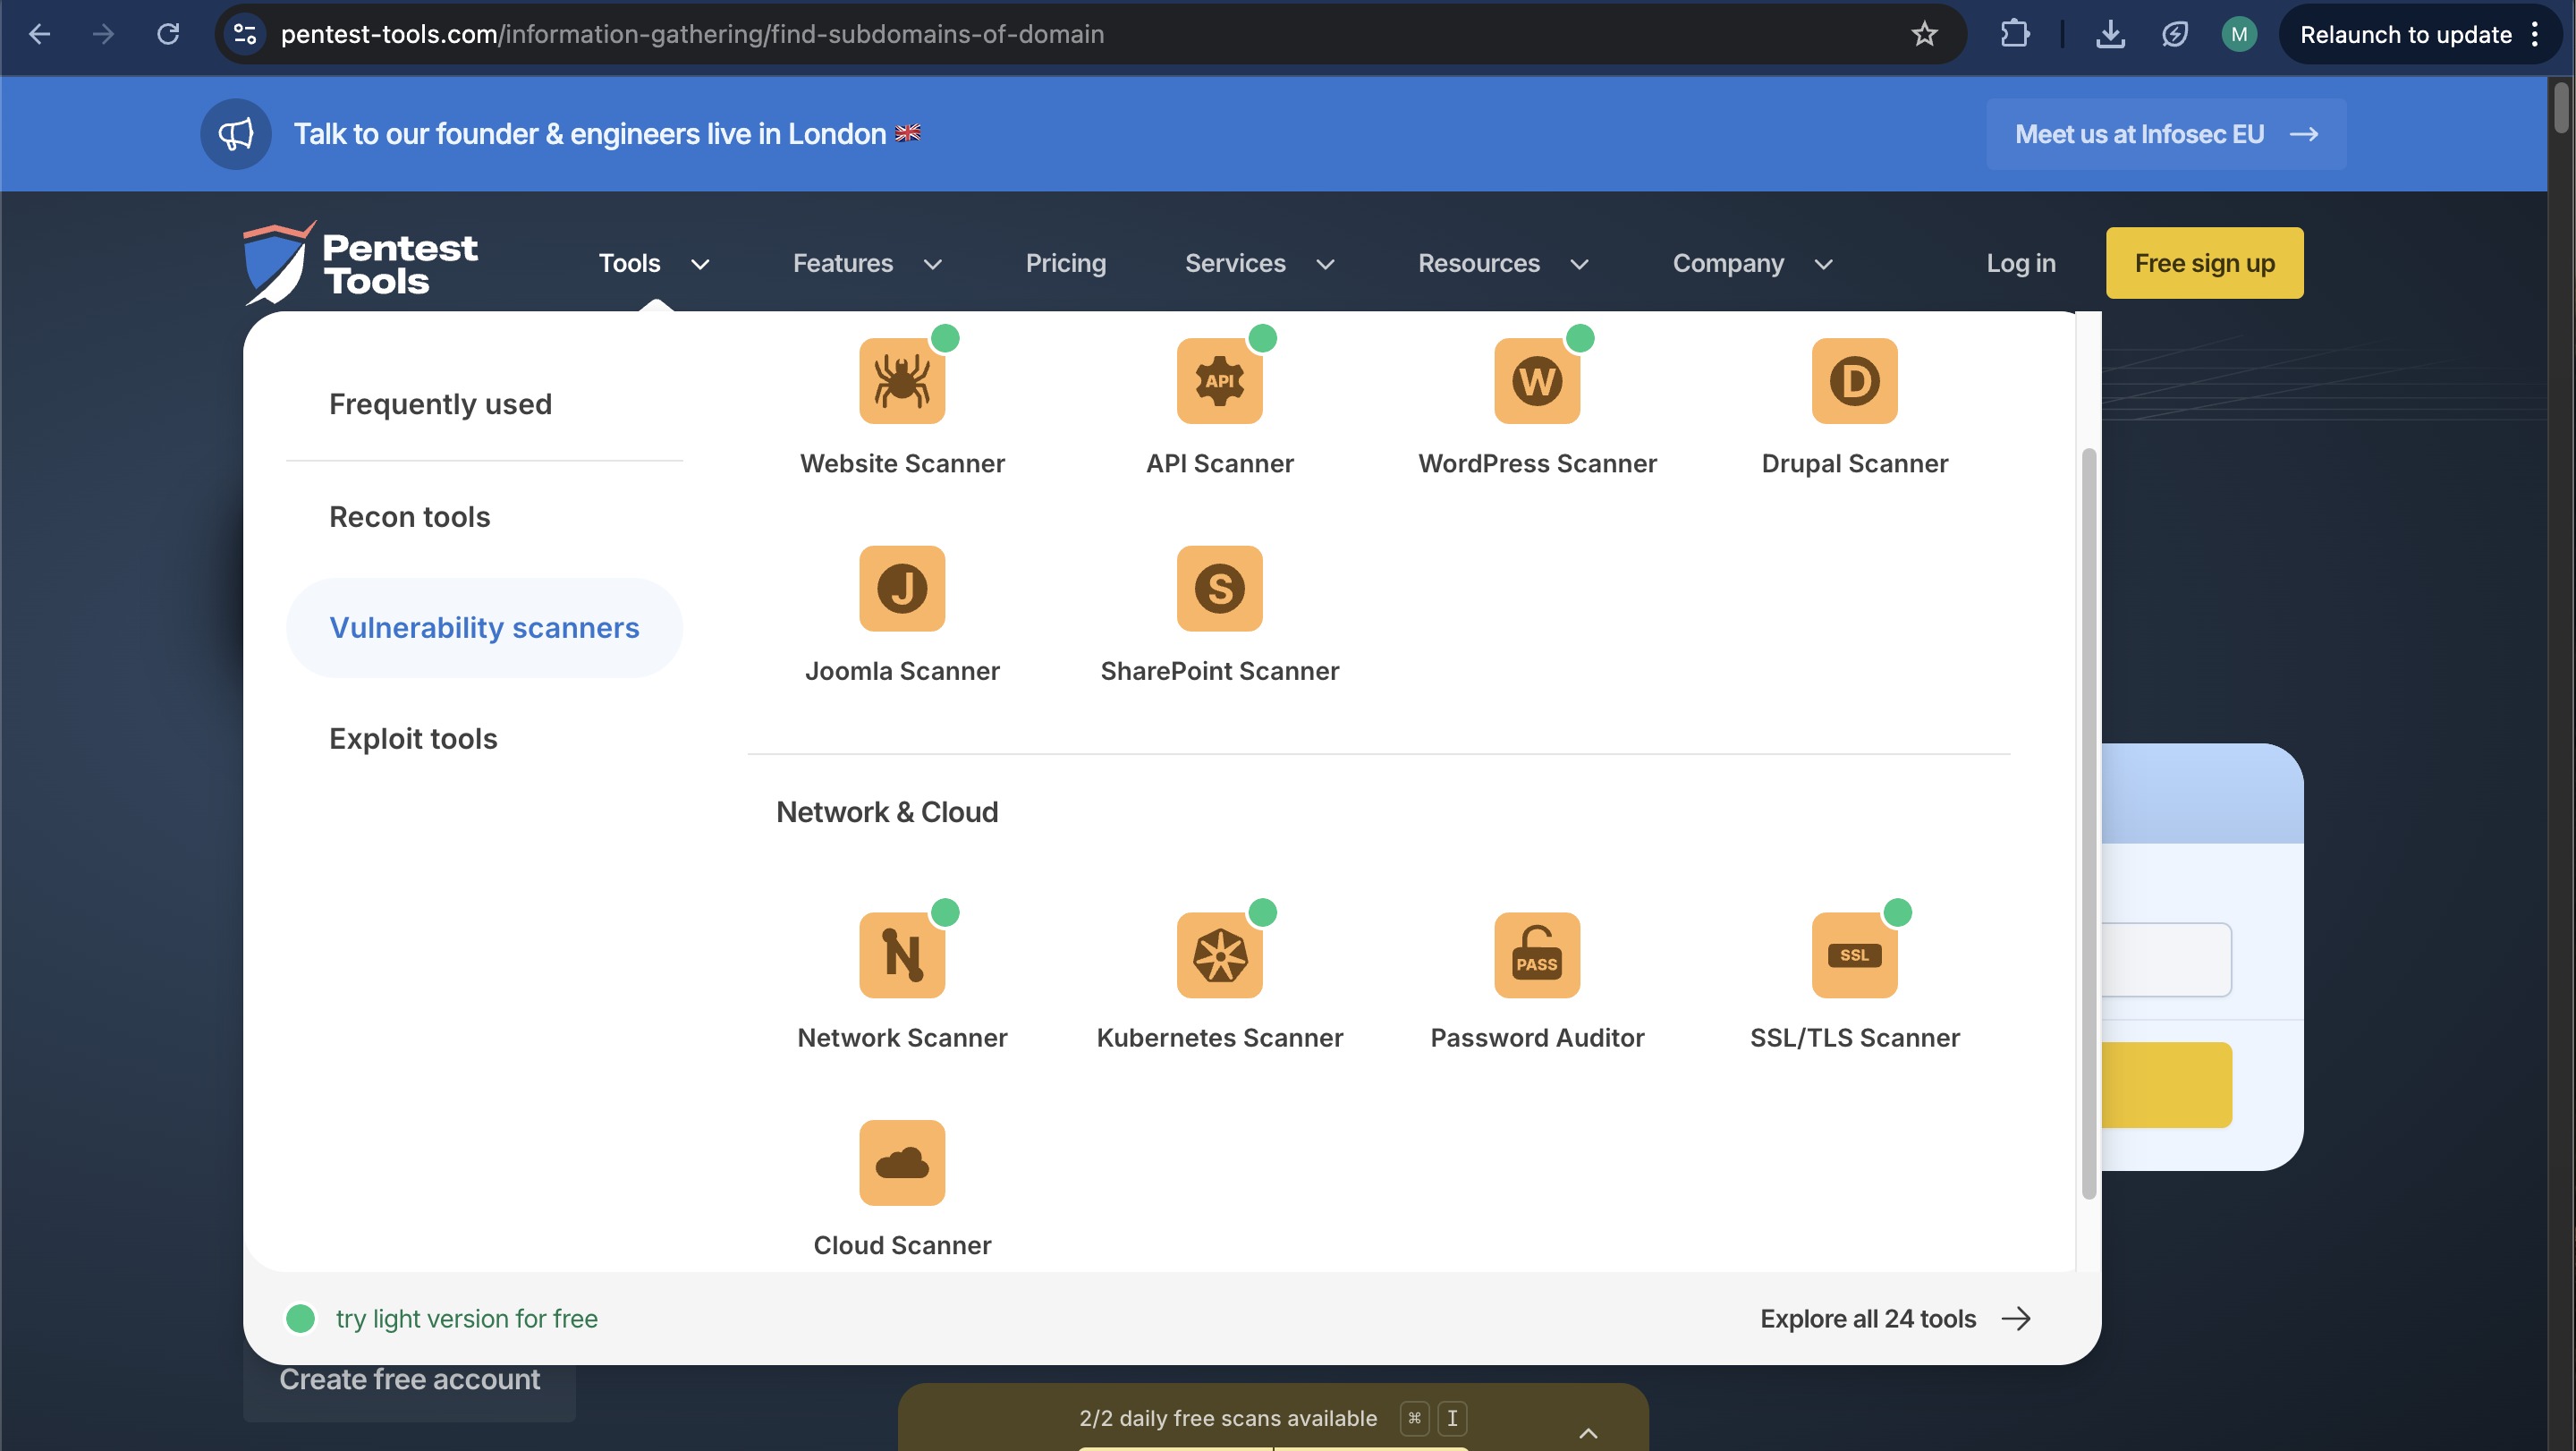 pentest-tools.com/information-gathering/find-subdomains-of-domain
M
Relaunch to update
Talk to our founder & engineers live in London 🇬🇧
Meet us at Infosec EU →
Pentest
Tools
Tools
Features
Pricing
Services
Resources
Company
Log in
Free sign up
Frequently used
Recon tools
Vulnerability scanners
Exploit tools
API
W
D
Website Scanner
API Scanner
WordPress Scanner
Drupal Scanner
J
S
Joomla Scanner
SharePoint Scanner
Network & Cloud
N
PASS
SSL
Network Scanner
Kubernetes Scanner
Password Auditor
SSL/TLS Scanner
Cloud Scanner
try light version for free
Explore all 24 tools →
Create free account
2/2 daily free scans available ⌘ I